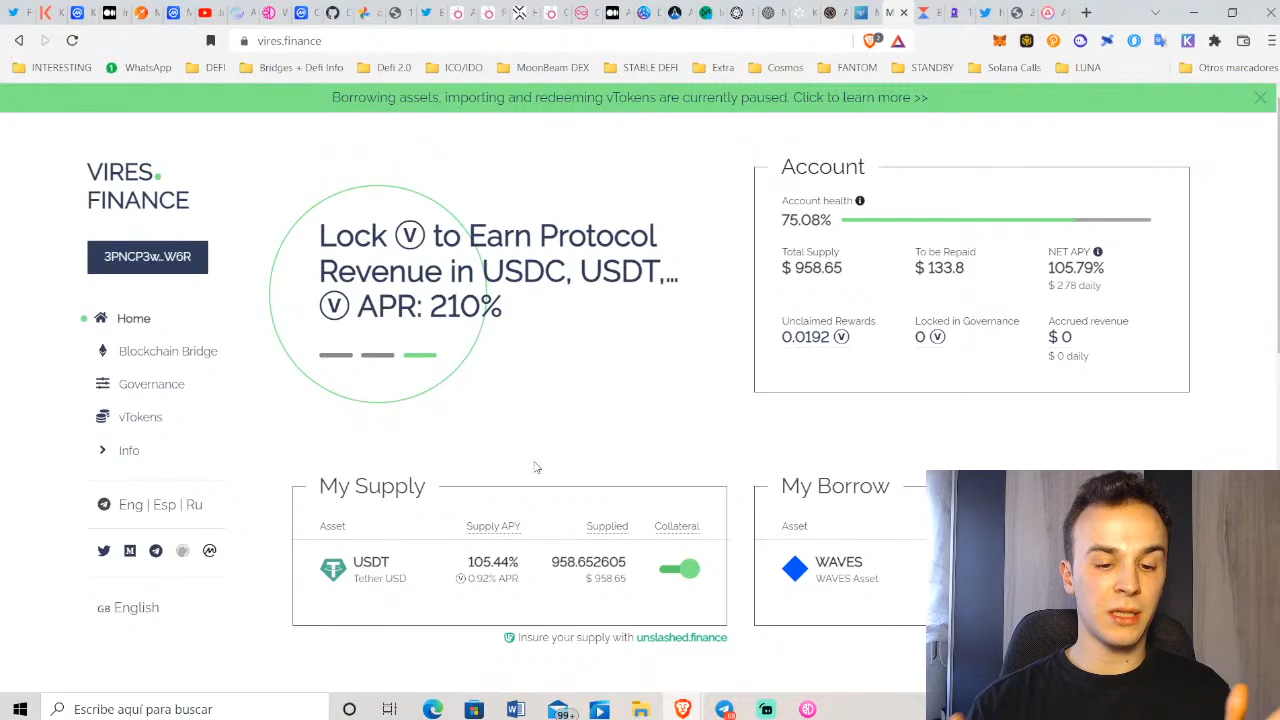 vires.finance
2
INTERESTING
WhatsApp
DEFI
Bridges + Defi Info
Defi 2.0
ICO/IDO
MoonBeam DEX
STABLE DEFI
Extra
Cosmos
FANTOM
STANDBY
Solana Calls
LUNA
Otros marcadores
Borrowing assets, importing and redeeming vTokens are currently paused. Click to learn more >>
VIRES.
FINANCE
3PNCP3w...W6R
Home
Blockchain Bridge
Governance
vTokens
Info
Eng | Esp | Ru
GB English
Lock V to Earn Protocol
Revenue in USDC, USDT,...
V APR: 210%
Account
Account health
75.08%
Total Supply
$ 958.65
To be Repaid
$ 133.8
NET APY
105.79%
$ 2.78 daily
Unclaimed Rewards
0.0192 V
Locked in Governance
0 V
Accrued revenue
$ 0
$ 0 daily
My Supply
Asset Supply APY Supplied Collateral
USDT 105.44% 958.652605
Tether USD V 0.92% APR $ 958.65
Insure your supply with unslashed.finance
My Borrow
Asset
WAVES
WAVES Asset
Escribe aquí para buscar
99+